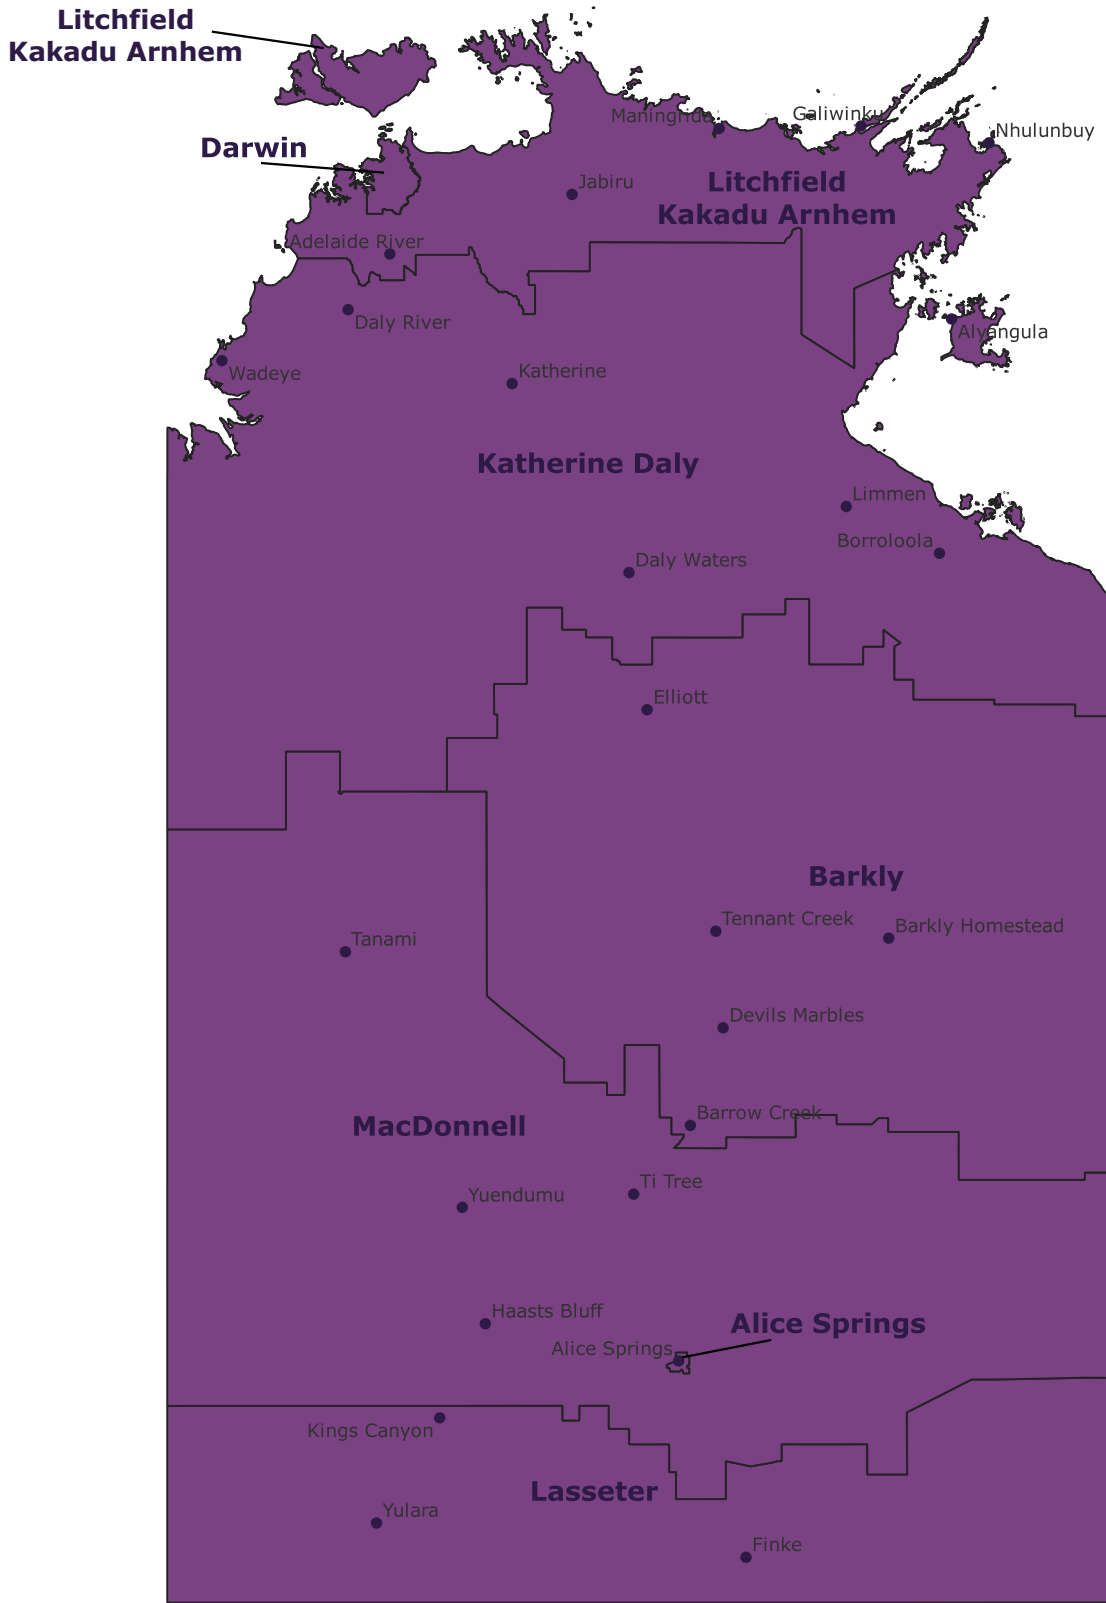 Litchfield
Kakadu Arnhem
Maningrida
Galiwinku
Nhulunbuy
Darwin
Jabiru
Litchfield
Kakadu Arnhem
Adelaide River
Daly River
Alyangula
Wadeye
Katherine
Katherine Daly
Limmen
Borroloola
Daly Waters
Elliott
Barkly
Tennant Creek
Barkly Homestead
Tanami
Devils Marbles
Barrow Creek
MacDonnell
Ti Tree
Yuendumu
Haasts Bluff
Alice Springs
Alice Springs
Kings Canyon
Lasseter
Yulara
Finke